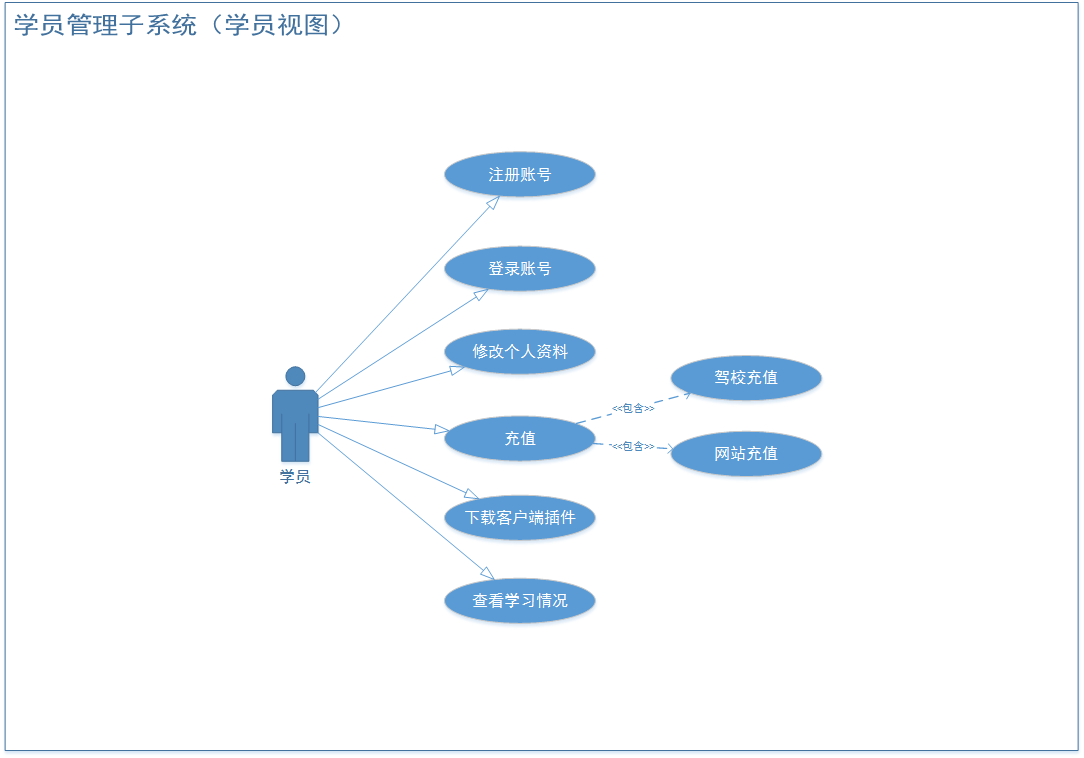 学员管理子系统（学员视图）
注册账号
登录账号
修改个人资料
驾校充值
<<包含>>
充值
<<包含>>
网站充值
学员
下载客户端插件
查看学习情况